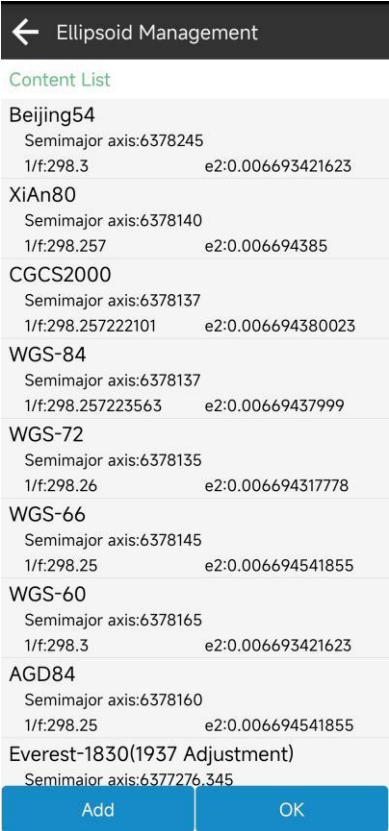 Ellipsoid Management
Content List
Beijing54
Semimajor axis:6378245
1/f:298.3 e2:0.006693421623
XiAn80
Semimajor axis:6378140
1/f:298.257 e2:0.006694385
CGCS2000
Semimajor axis:6378137
1/f:298.257222101 e2:0.006694380023
WGS-84
Semimajor axis:6378137
1/f:298.257223563 e2:0.00669437999
WGS-72
Semimajor axis:6378135
1/f:298.26 e2:0.006694317778
WGS-66
Semimajor axis:6378145
1/f:298.25 e2:0.006694541855
WGS-60
Semimajor axis:6378165
1/f:298.3 e2:0.006693421623
AGD84
Semimajor axis:6378160
1/f:298.25 e2:0.006694541855
Everest-1830(1937 Adjustment)
Semimajor axis:6377276.345
Add OK